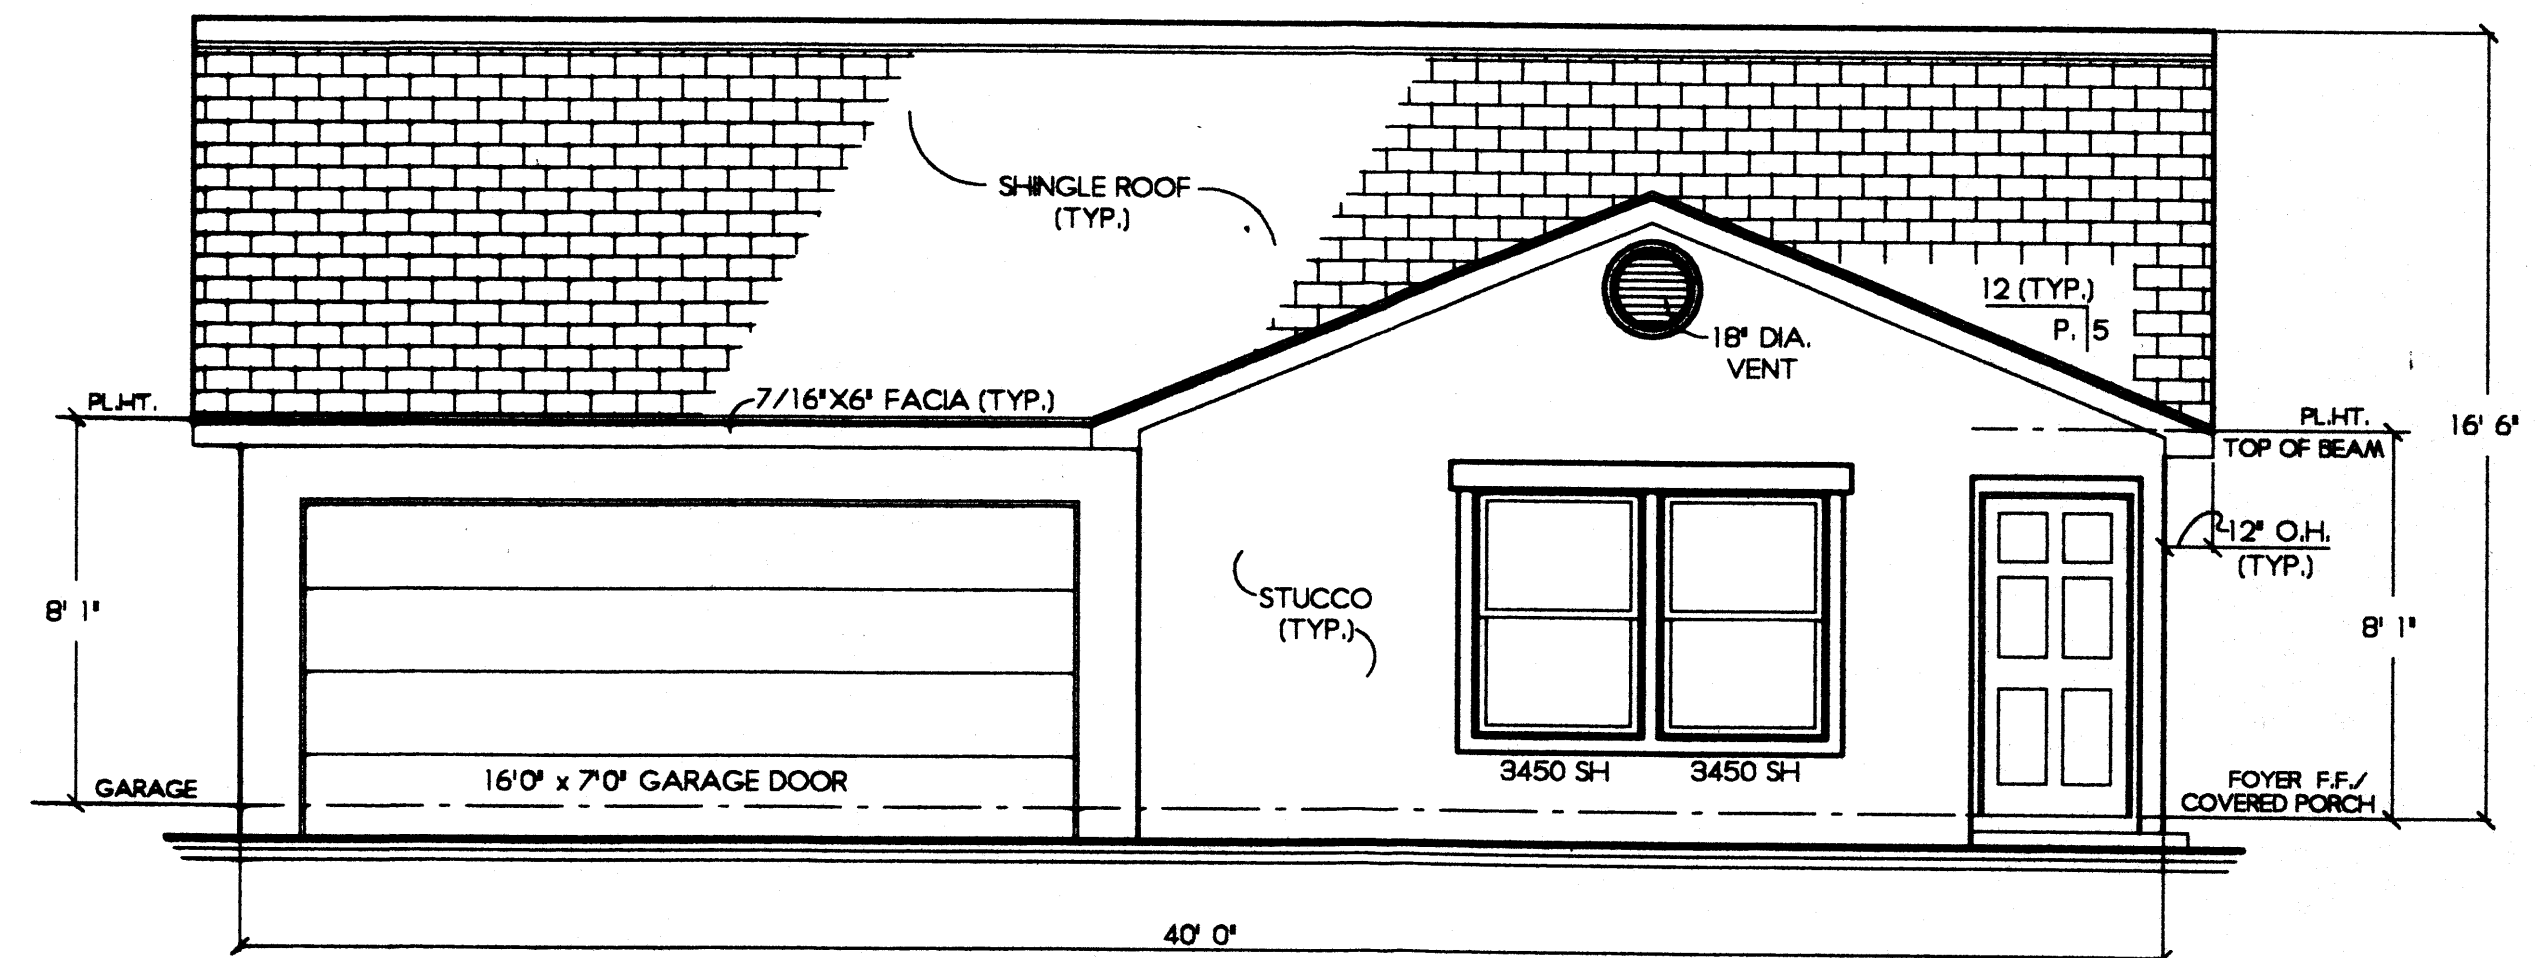 SHINGLE ROOF
(TYP.)
12 (TYP.)
P. 5
18" DIA.
VENT
7/16"X6" FACIA (TYP.)
PL.HT.
PL.HT.
TOP OF BEAM
16' 6"
12" O.H.
(TYP.)
STUCCO
(TYP.)
8' 1"
8' 1"
3450 SH
3450 SH
16'0" x 7'0" GARAGE DOOR
GARAGE
FOYER F.F./
COVERED PORCH
40' 0"